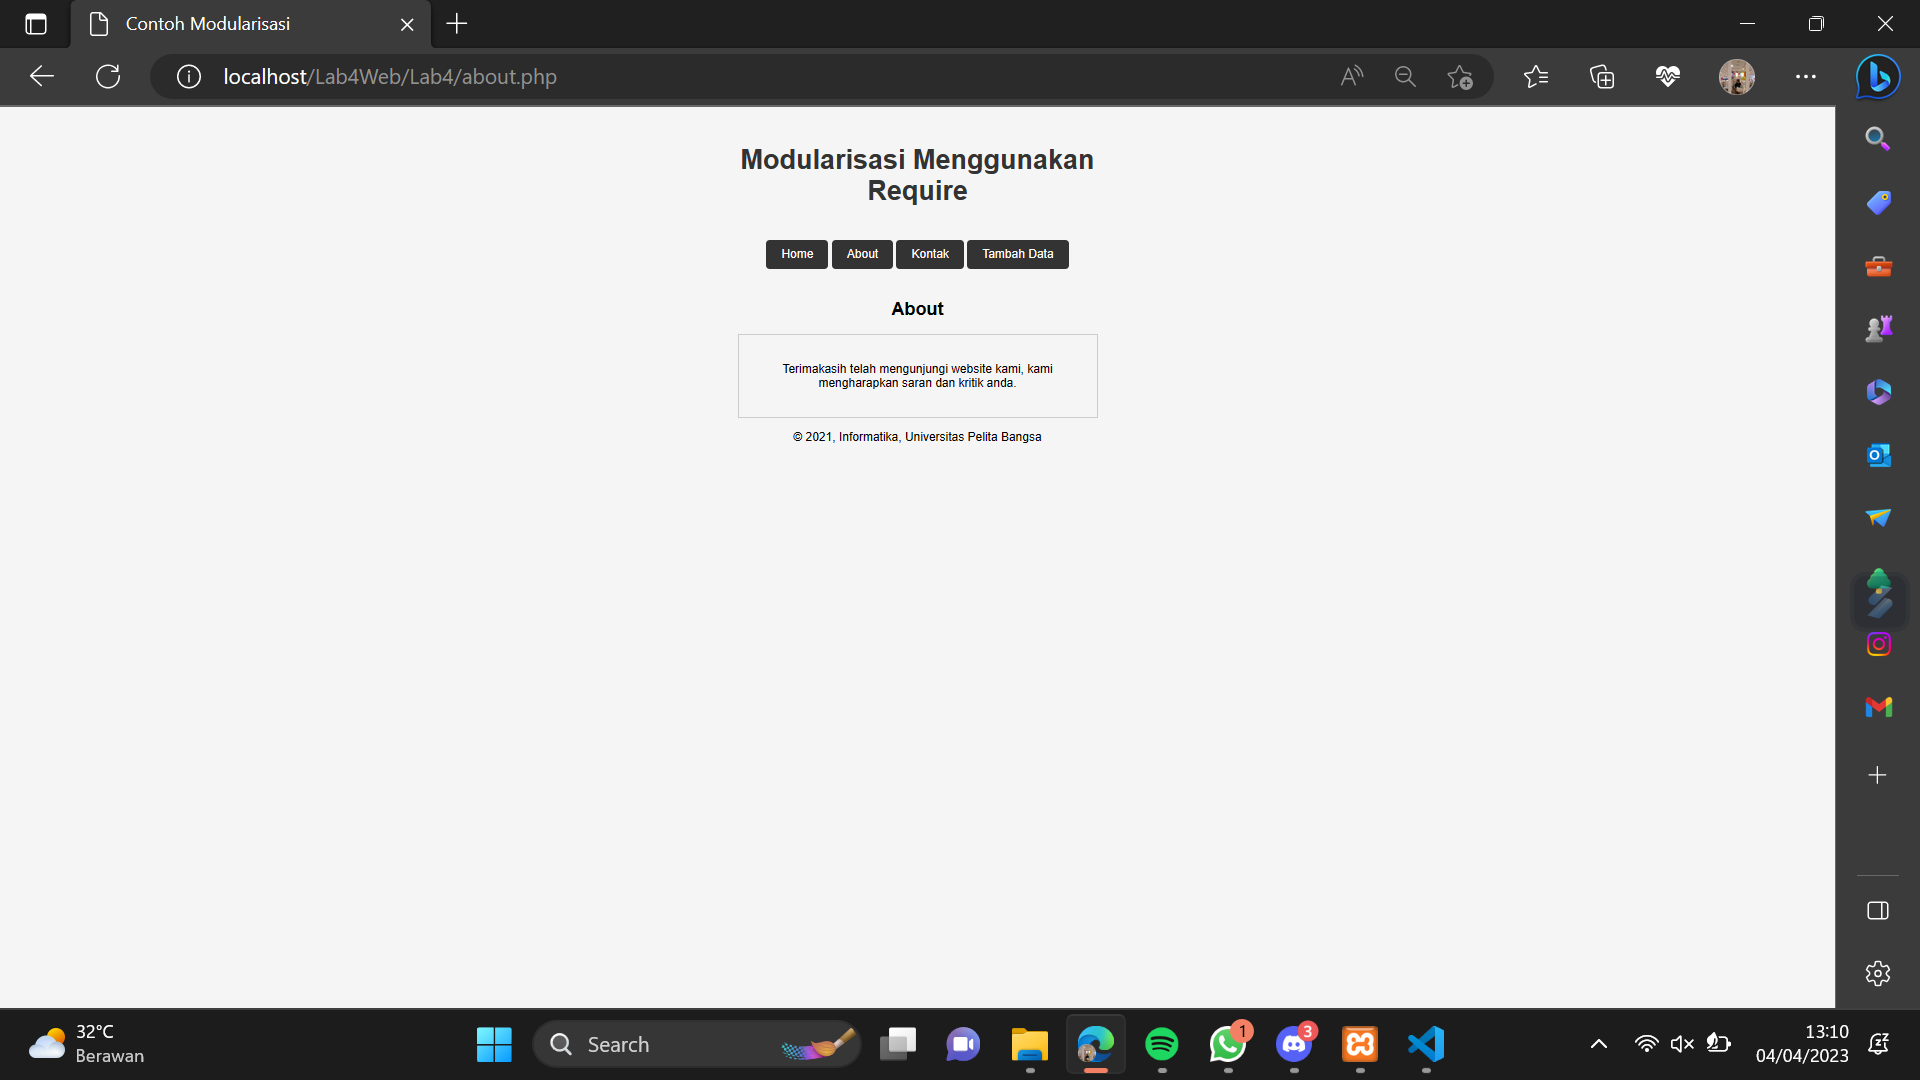 Contoh Modularisasi
localhost/Lab4Web/Lab4/about.php
Modularisasi Menggunakan
Require
Home About Kontak Tambah Data
About
Terimakasih telah mengunjungi website kami, kami
mengharapkan saran dan kritik anda.
© 2021, Informatika, Universitas Pelita Bangsa
32°C
Berawan
Search
1
3
13:10
04/04/2023